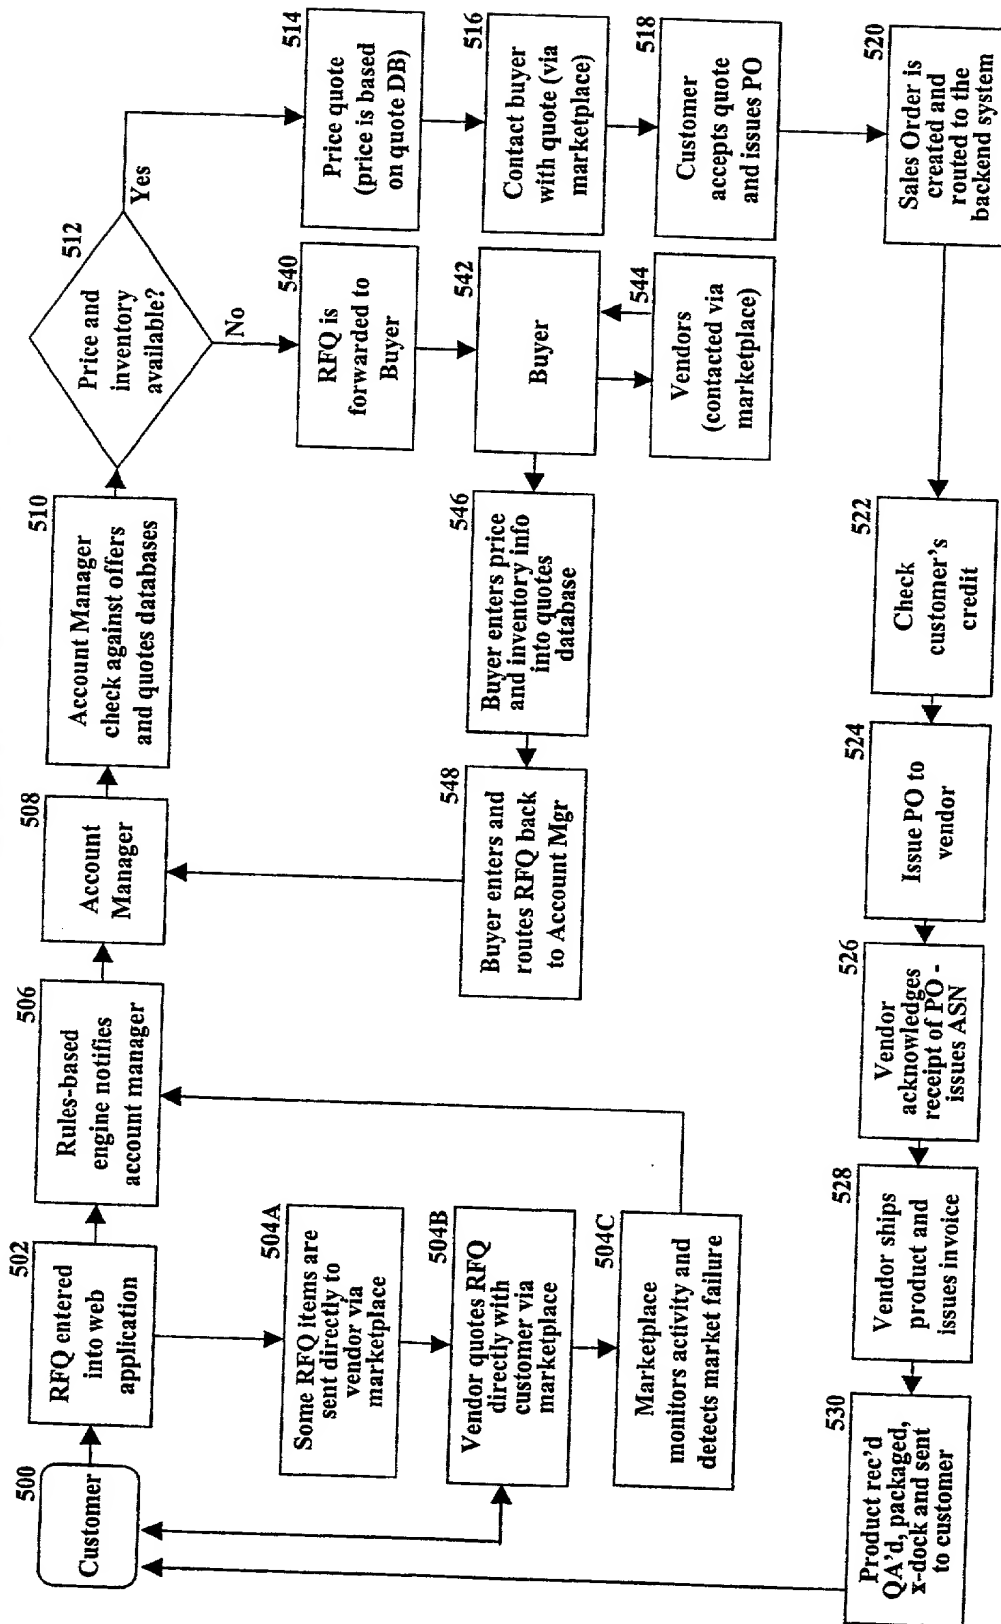 500
Customer
502
RFQ entered
into web
application
504A
Some RFQ items are
sent directly to
vendor via
marketplace
504B
Vendor quotes RFQ
directly with
customer via
marketplace
504C
Marketplace
monitors activity and
detects market failure
506
Rules-based
engine notifies
account manager
508
Account
Manager
510
Account Manager
check against offers
and quotes databases
512
Price and
inventory
available?
Yes
No
514
Price quote
(price is based
on quote DB)
516
Contact buyer
with quote (via
marketplace)
518
Customer
accepts quote
and issues PO
540
RFQ is
forwarded to
Buyer
542
Buyer
544
Vendors
(contacted via
marketplace)
546
Buyer enters price
and inventory info
into quotes
database
548
Buyer enters and
routes RFQ back
to Account Mgr
520
Sales Order is
created and
routed to the
backend system
522
Check
customer's
credit
524
Issue PO to
vendor
526
Vendor
acknowledges
receipt of PO -
issues ASN
528
Vendor ships
product and
issues invoice
530
Product rec'd
QA'd, packaged,
x-dock and sent
to customer